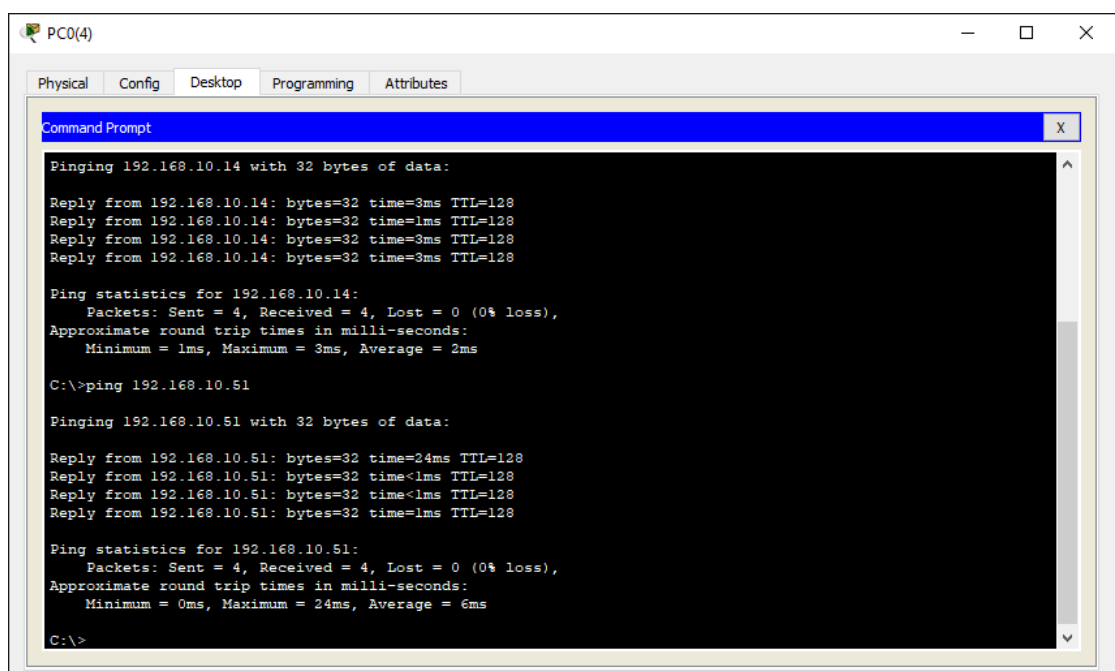 PC0(4)
Physical Config Desktop Programming Attributes
Command Prompt
X
Pinging 192.168.10.14 with 32 bytes of data:
Reply from 192.168.10.14: bytes=32 time=3ms TTL=128
Reply from 192.168.10.14: bytes=32 time=1ms TTL=128
Reply from 192.168.10.14: bytes=32 time=3ms TTL=128
Reply from 192.168.10.14: bytes=32 time=3ms TTL=128
Ping statistics for 192.168.10.14:
Packets: Sent = 4, Received = 4, Lost = 0 (0% loss),
Approximate round trip times in milli-seconds:
Minimum = 1ms, Maximum = 3ms, Average = 2ms
C:\>ping 192.168.10.51
Pinging 192.168.10.51 with 32 bytes of data:
Reply from 192.168.10.51: bytes=32 time=24ms TTL=128
Reply from 192.168.10.51: bytes=32 time<1ms TTL=128
Reply from 192.168.10.51: bytes=32 time<1ms TTL=128
Reply from 192.168.10.51: bytes=32 time=1ms TTL=128
Ping statistics for 192.168.10.51:
Packets: Sent = 4, Received = 4, Lost = 0 (0% loss),
Approximate round trip times in milli-seconds:
Minimum = 0ms, Maximum = 24ms, Average = 6ms
C:\>